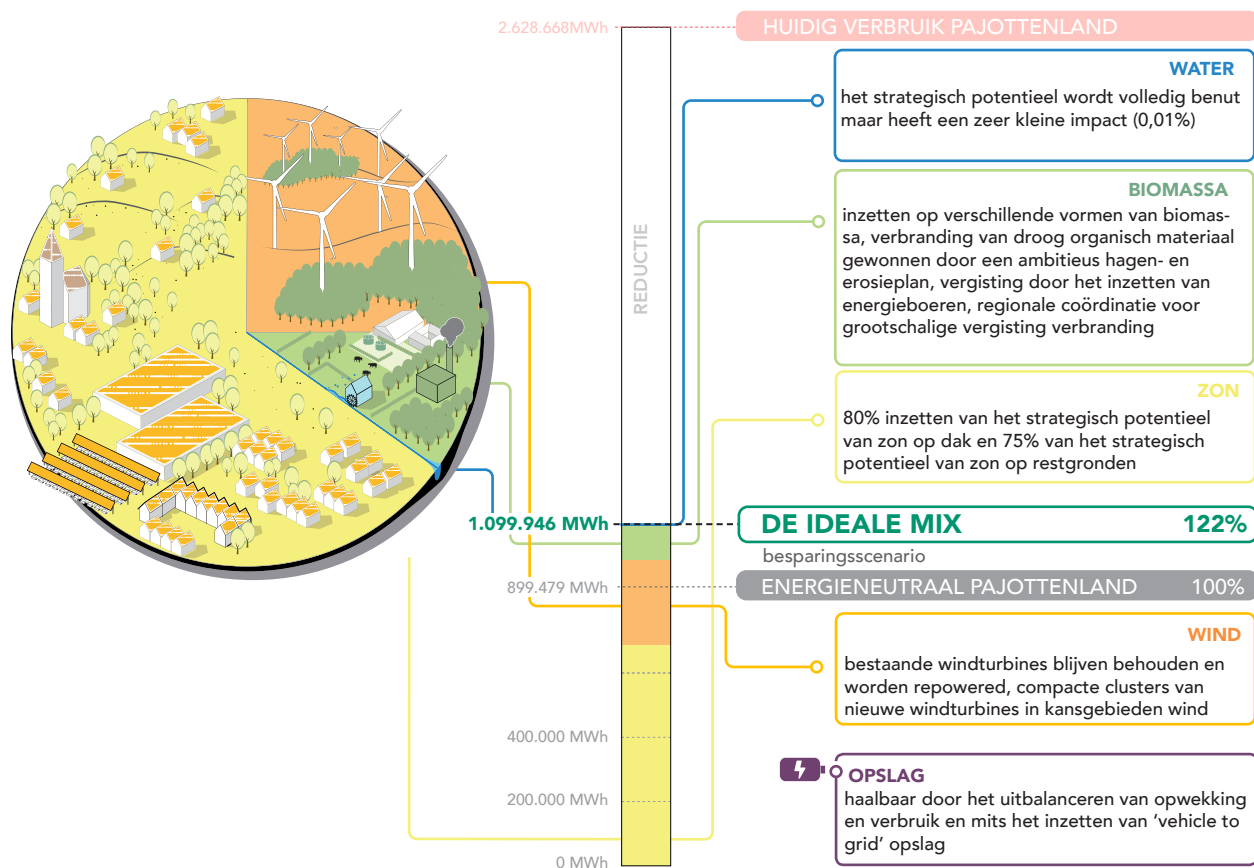 2.628.668MWh
HUIDIG VERBRUIK PAJOTTENLAND
WATER
het strategisch potentieel wordt volledig benut
maar heeft een zeer kleine impact (0,01%)
REDUCTIE
BIOMASSA
inzetten op verschillende vormen van biomas-
sa, verbranding van droog organisch materiaal
gewonnen door een ambitieus hagen- en
erosieplan, vergisting door het inzetten van
energieboeren, regionale coördinatie voor
grootschalige vergisting verbranding
ZON
80% inzetten van het strategisch potentieel
van zon op dak en 75% van het strategisch
potentieel van zon op restgronden
1.099.946 MWh
DE IDEALE MIX 122%
besparingsscenario
899.479 MWh
ENERGIENEUTRAAL PAJOTTENLAND 100%
WIND
bestaande windturbines blijven behouden en
worden repowered, compacte clusters van
nieuwe windturbines in kansgebieden wind
400.000 MWh
200.000 MWh
0 MWh
OPSLAG
haalbaar door het uitbalanceren van opwekking
en verbruik en mits het inzetten van ‘vehicle to
grid’ opslag